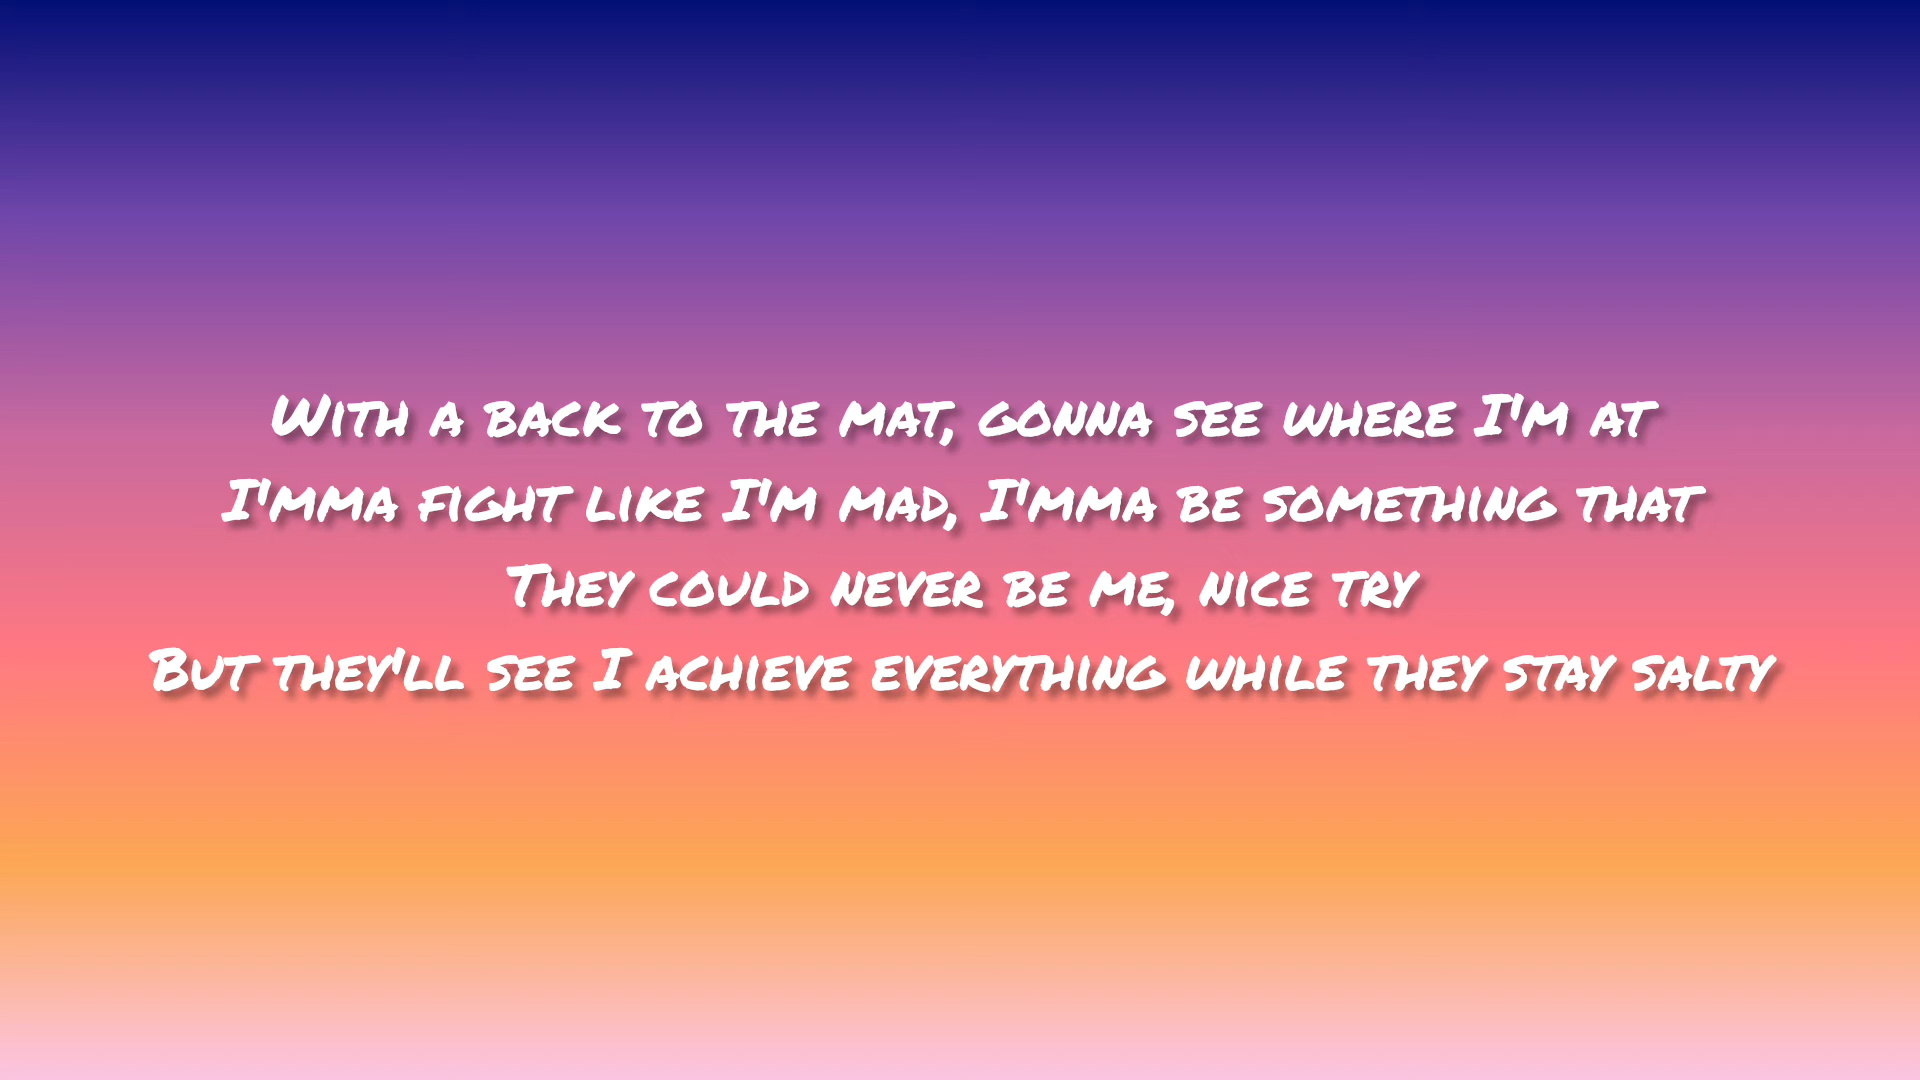 With a back to the mat, gonna see where I'm at
I'mma fight like I'm mad, I'mma be something that
They could never be me, nice try
But they'll see I achieve everything while they stay salty